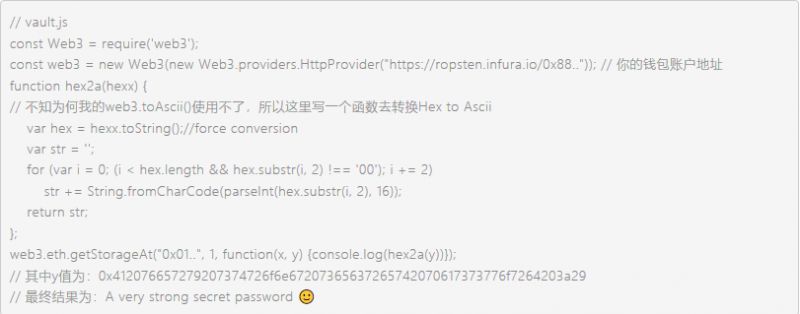 // vault.js
const Web3 = require('web3');
const web3 = new Web3(new Web3.providers.HttpProvider("https://ropsten.infura.io/0x88..")); // 你的钱包账户地址
function hex2a(hexx) {
// 不知为何我的web3.toAscii()使用不了，所以这里写一个函数去转换Hex to Ascii
    var hex = hexx.toString();//force conversion
    var str = '';
    for (var i = 0; (i < hex.length && hex.substr(i, 2) !== '00'); i += 2)
        str += String.fromCharCode(parseInt(hex.substr(i, 2), 16));
    return str;
};
web3.eth.getStorageAt("0x01..", 1, function(x, y) {console.log(hex2a(y))});
// 其中y值为：0x412076657279207374726f6e67207365637265742070617373776f7264203a29
// 最终结果为：A very strong secret password 🙂